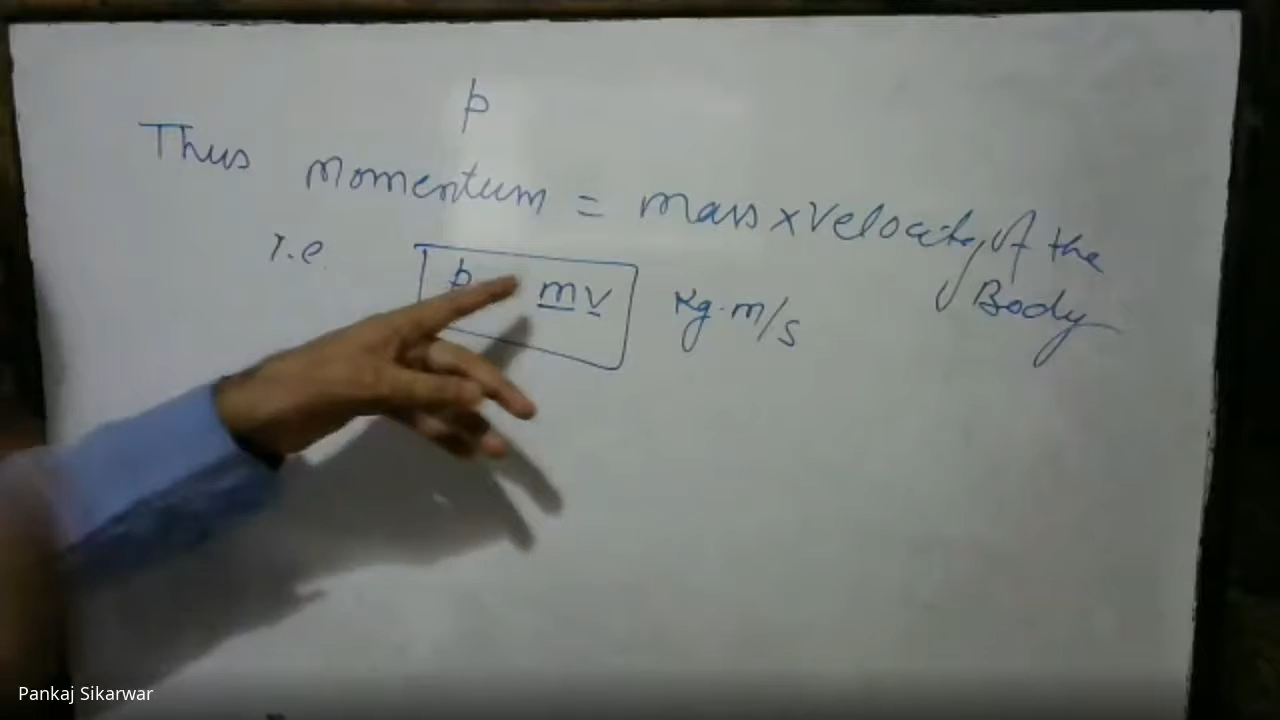 p
Thus momentum = mass x velocity of the Body
i.e p mv Kg.m/s
Pankaj Sikarwar